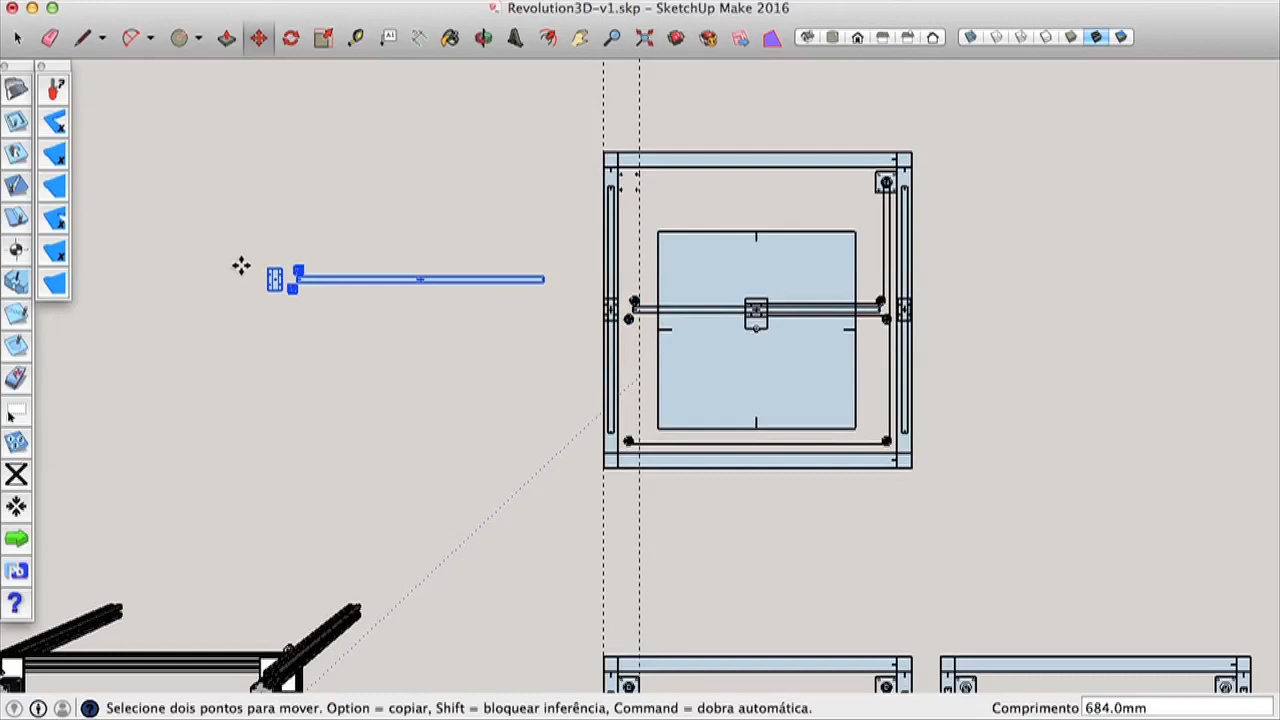 Revolution3D-v1.skp – SketchUp Make 2016
Selecione dois pontos para mover. Option = copiar, Shift = bloquear inferência, Command = dobra automática.
Comprimento 684.0mm